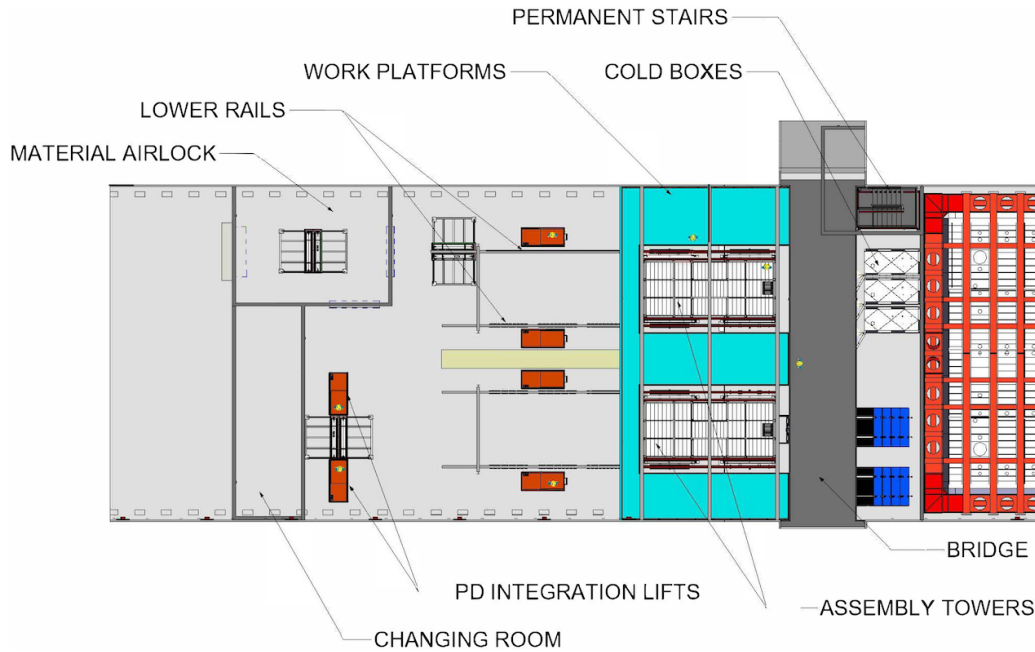 PERMANENT STAIRS
WORK PLATFORMS
COLD BOXES
LOWER RAILS
MATERIAL AIRLOCK
BRIDGE
PD INTEGRATION LIFTS
ASSEMBLY TOWERS
CHANGING ROOM